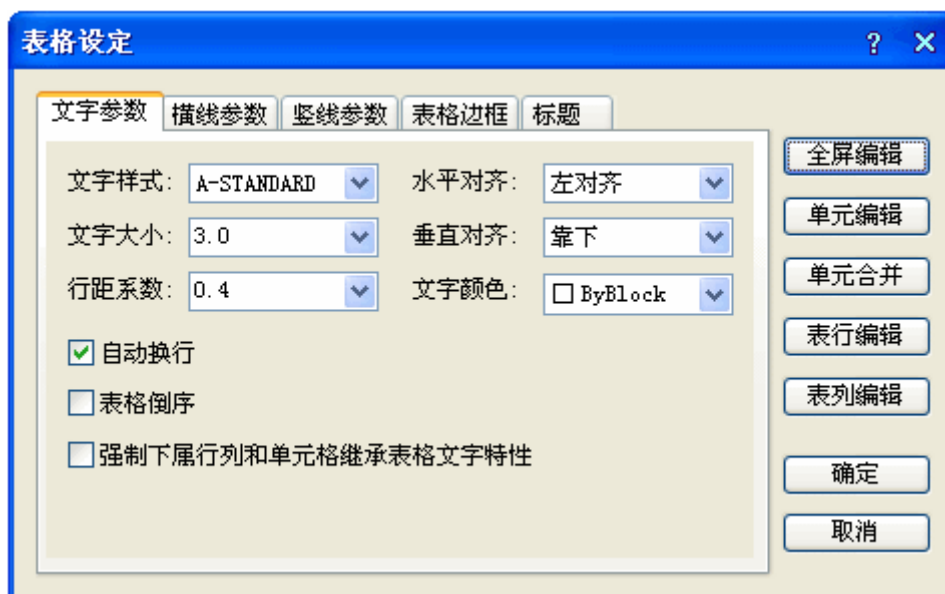 表格设定
文字参数 横线参数 竖线参数 表格边框 标题
文字样式: A-STANDARD 水平对齐: 左对齐
文字大小: 3.0 垂直对齐: 靠下
行距系数: 0.4 文字颜色: ByBlock
自动换行
表格倒序
强制下属行列和单元格继承表格文字特性
全屏编辑
单元编辑
单元合并
表行编辑
表列编辑
确定
取消